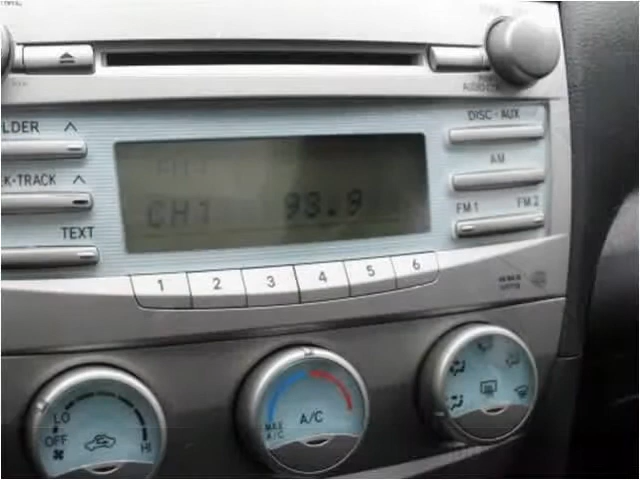 DISC·AUX
LDER ∧
AM
CH1 93.9
K-TRACK ∧
FM1 FM2
TEXT
1 2 3 4 5 6
LO
OFF
HI
A/C
MAX
A/C